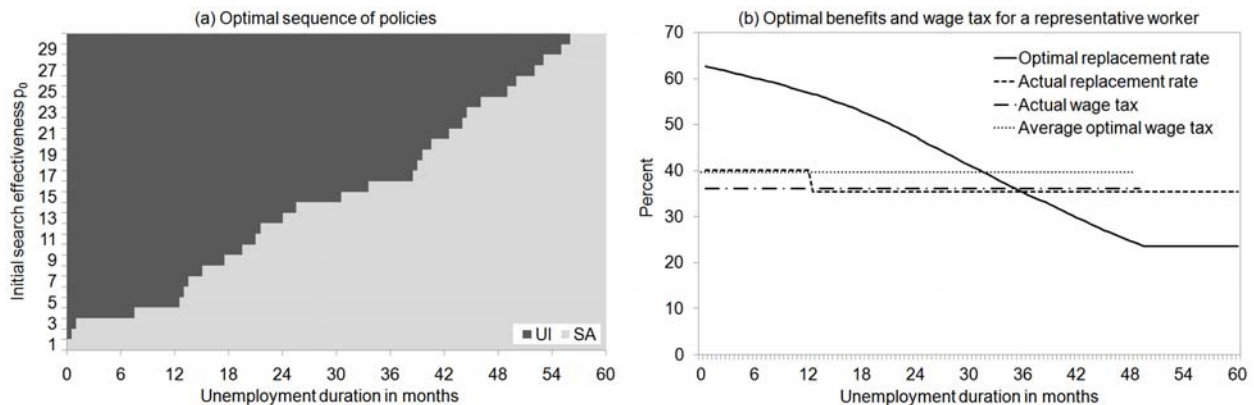 (a) Optimal sequence of policies
Initial search effectiveness p0
29
27
25
23
21
19
17
15
13
11
9
7
5
3
1
UI SA
0 6 12 18 24 30 36 42 48 54 60
Unemployment duration in months
(b) Optimal benefits and wage tax for a representative worker
Percent
70
60
50
40
30
20
10
0
Optimal replacement rate
Actual replacement rate
Actual wage tax
Average optimal wage tax
0 6 12 18 24 30 36 42 48 54 60
Unemployment duration in months